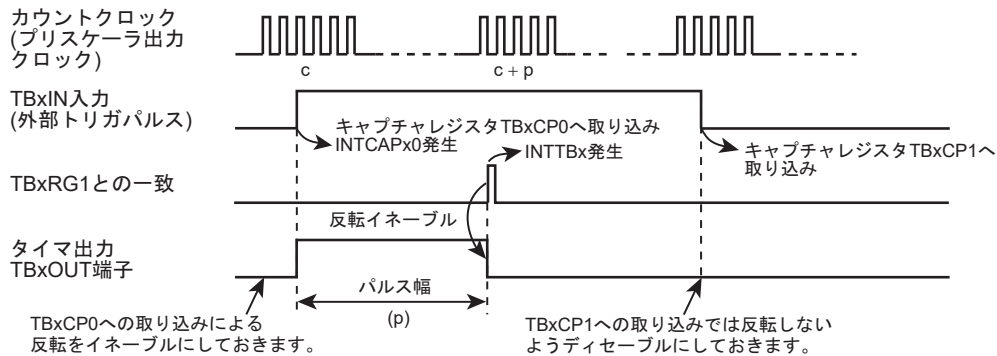 カウントクロック
(プリスケーラ出力
クロック)
c
c + p
TBxIN入力
(外部トリガパルス)
キャプチャレジスタTBxCP0へ取り込み
INTCAPx0発生
INTTBx発生
キャプチャレジスタTBxCP1へ
取り込み
TBxRG1との一致
反転イネーブル
タイマ出力
TBxOUT端子
パルス幅
(p)
TBxCP0への取り込みによる
反転をイネーブルにしておきます。
TBxCP1への取り込みでは反転しない
ようディセーブルにしておきます。